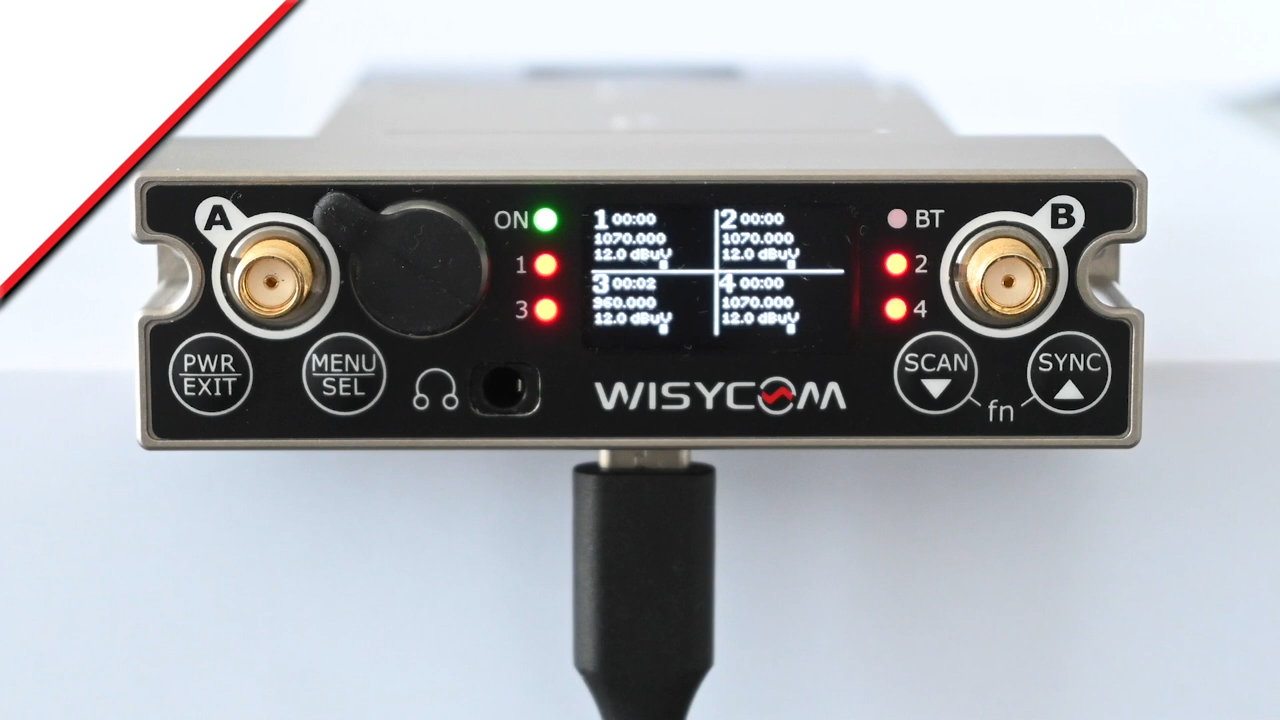 A
ON
1
3
1 00:00
1070.000
12.0 dBuV
2 00:00
1070.000
12.0 dBuV
3 00:02
960.000
12.0 dBuV
4 00:00
1070.000
12.0 dBuV
BT
2
4
B
PWR
EXIT
MENU
SEL
WISYCOM
SCAN
fn
SYNC